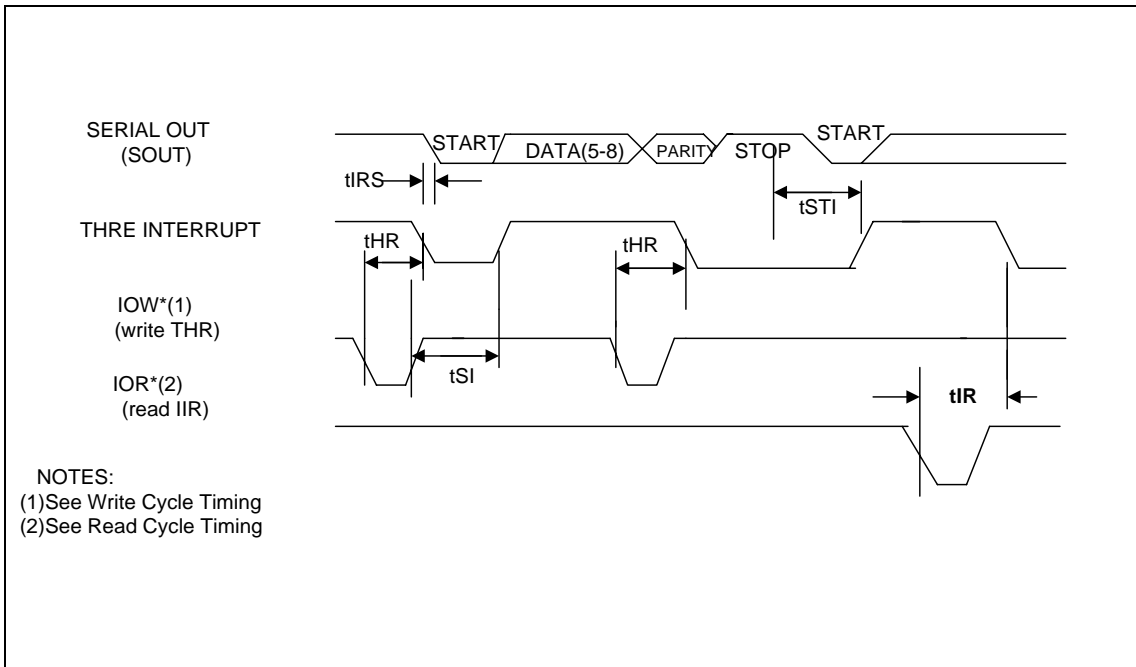 SERIAL OUT
(SOUT)
START
DATA(5-8)
PARITY
STOP
START
tIRS
tSTI
THRE INTERRUPT
tHR
tHR
IOW*(1)
(write THR)
tSI
IOR*(2)
(read IIR)
tIR
NOTES:
(1)See Write Cycle Timing
(2)See Read Cycle Timing